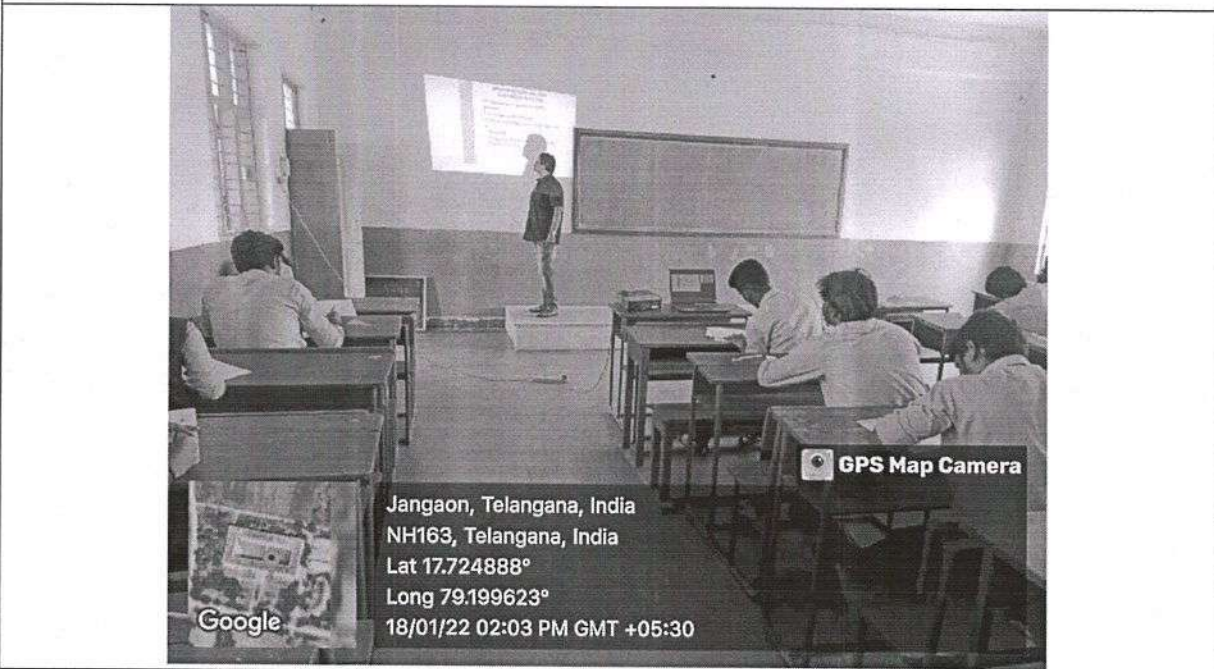 GPS Map Camera
Jangaon, Telangana, India
NH163, Telangana, India
Lat 17.724888°
Long 79.199623°
18/01/22 02:03 PM GMT +05:30
Google